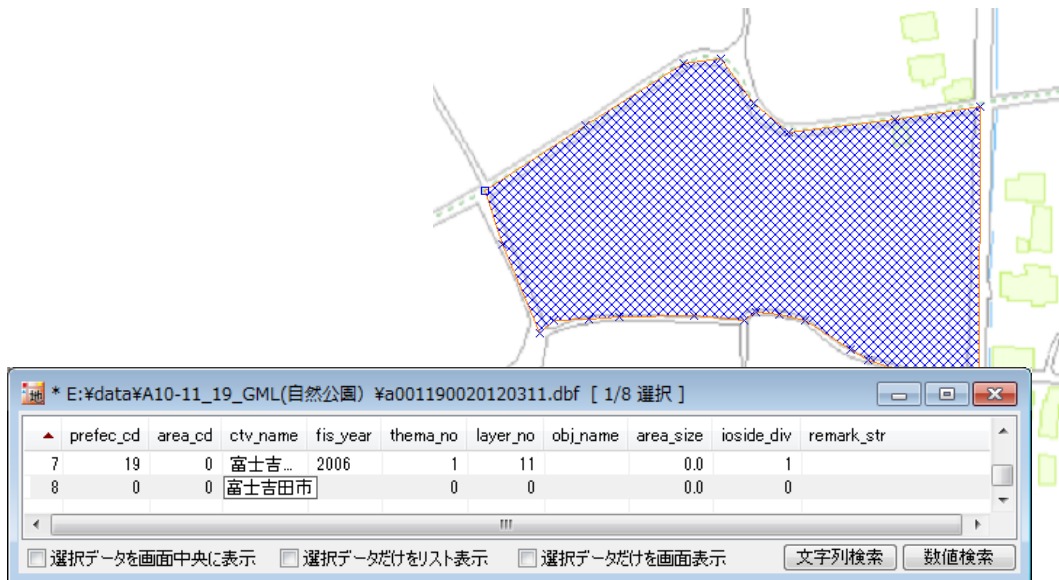 地 * E:¥data¥A10-11_19_GML(自然公園) ¥a001190020120311.dbf [ 1/8 選択 ]
prefec_cd area_cd ctv_name fis_year thema_no layer_no obj_name area_size ioside_div remark_str
7 19 0 富士吉... 2006 1 11 0.0 1
8 0 0 富士吉田市 0 0 0.0 0
選択データを画面中央に表示 選択データだけをリスト表示 選択データだけを画面表示 文字列検索 数値検索